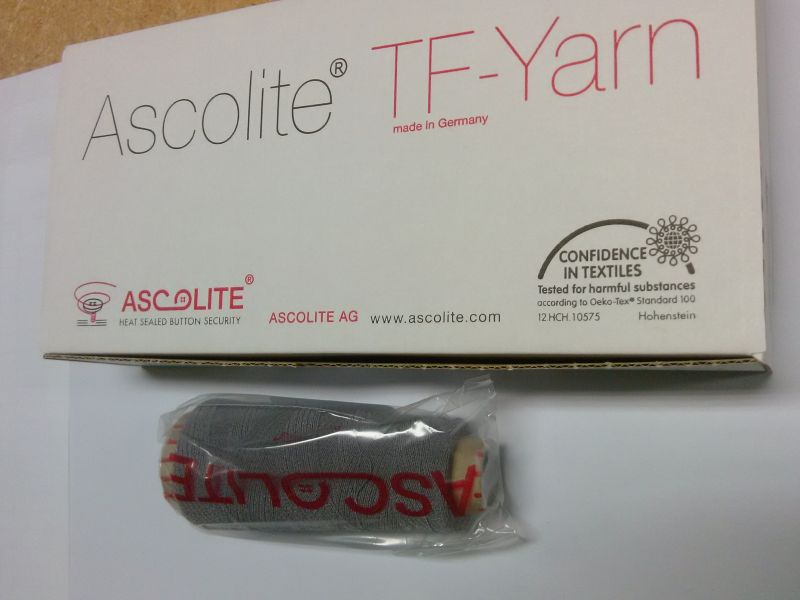 Ascolite® TF-Yarn
made in Germany
CONFIDENCE
IN TEXTILES
Tested for harmful substances
according to Oeko-Tex® Standard 100
12.HCH.10575 Hohenstein
ASCOLITE®
HEAT SEALED BUTTON SECURITY
ASCOLITE AG www.ascolite.com
ASCOLITE